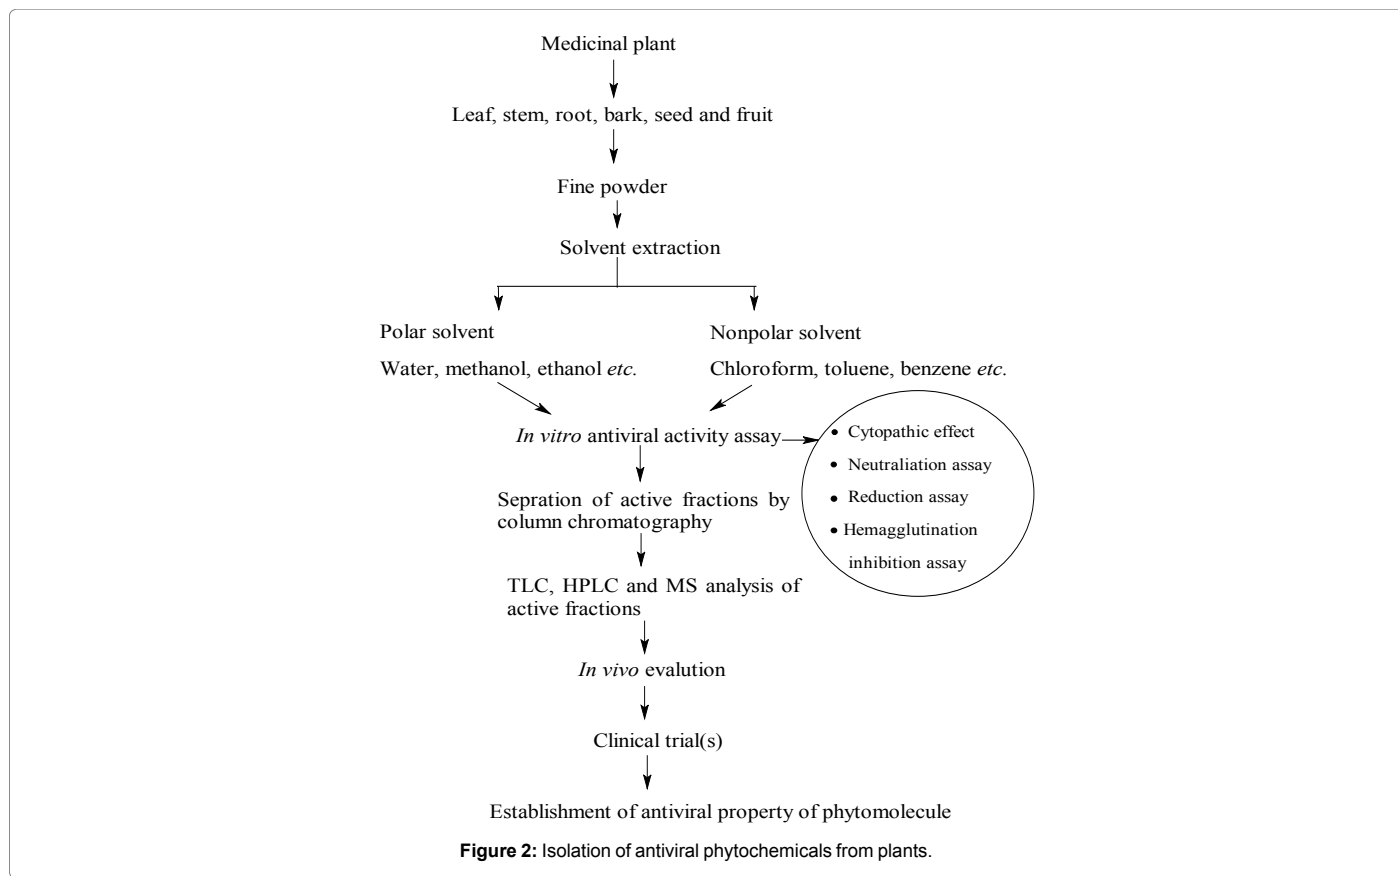 Medicinal plant
Leaf, stem, root, bark, seed and fruit
Fine powder
Solvent extraction
Polar solvent
Water, methanol, ethanol etc.
Nonpolar solvent
Chloroform, toluene, benzene etc.
In vitro antiviral activity assay
• Cytopathic effect
• Neutraliation assay
• Reduction assay
• Hemagglutination
inhibition assay
Sepration of active fractions by
column chromatography
TLC, HPLC and MS analysis of
active fractions
In vivo evalution
Clinical trial(s)
Establishment of antiviral property of phytomolecule
Figure 2: Isolation of antiviral phytochemicals from plants.